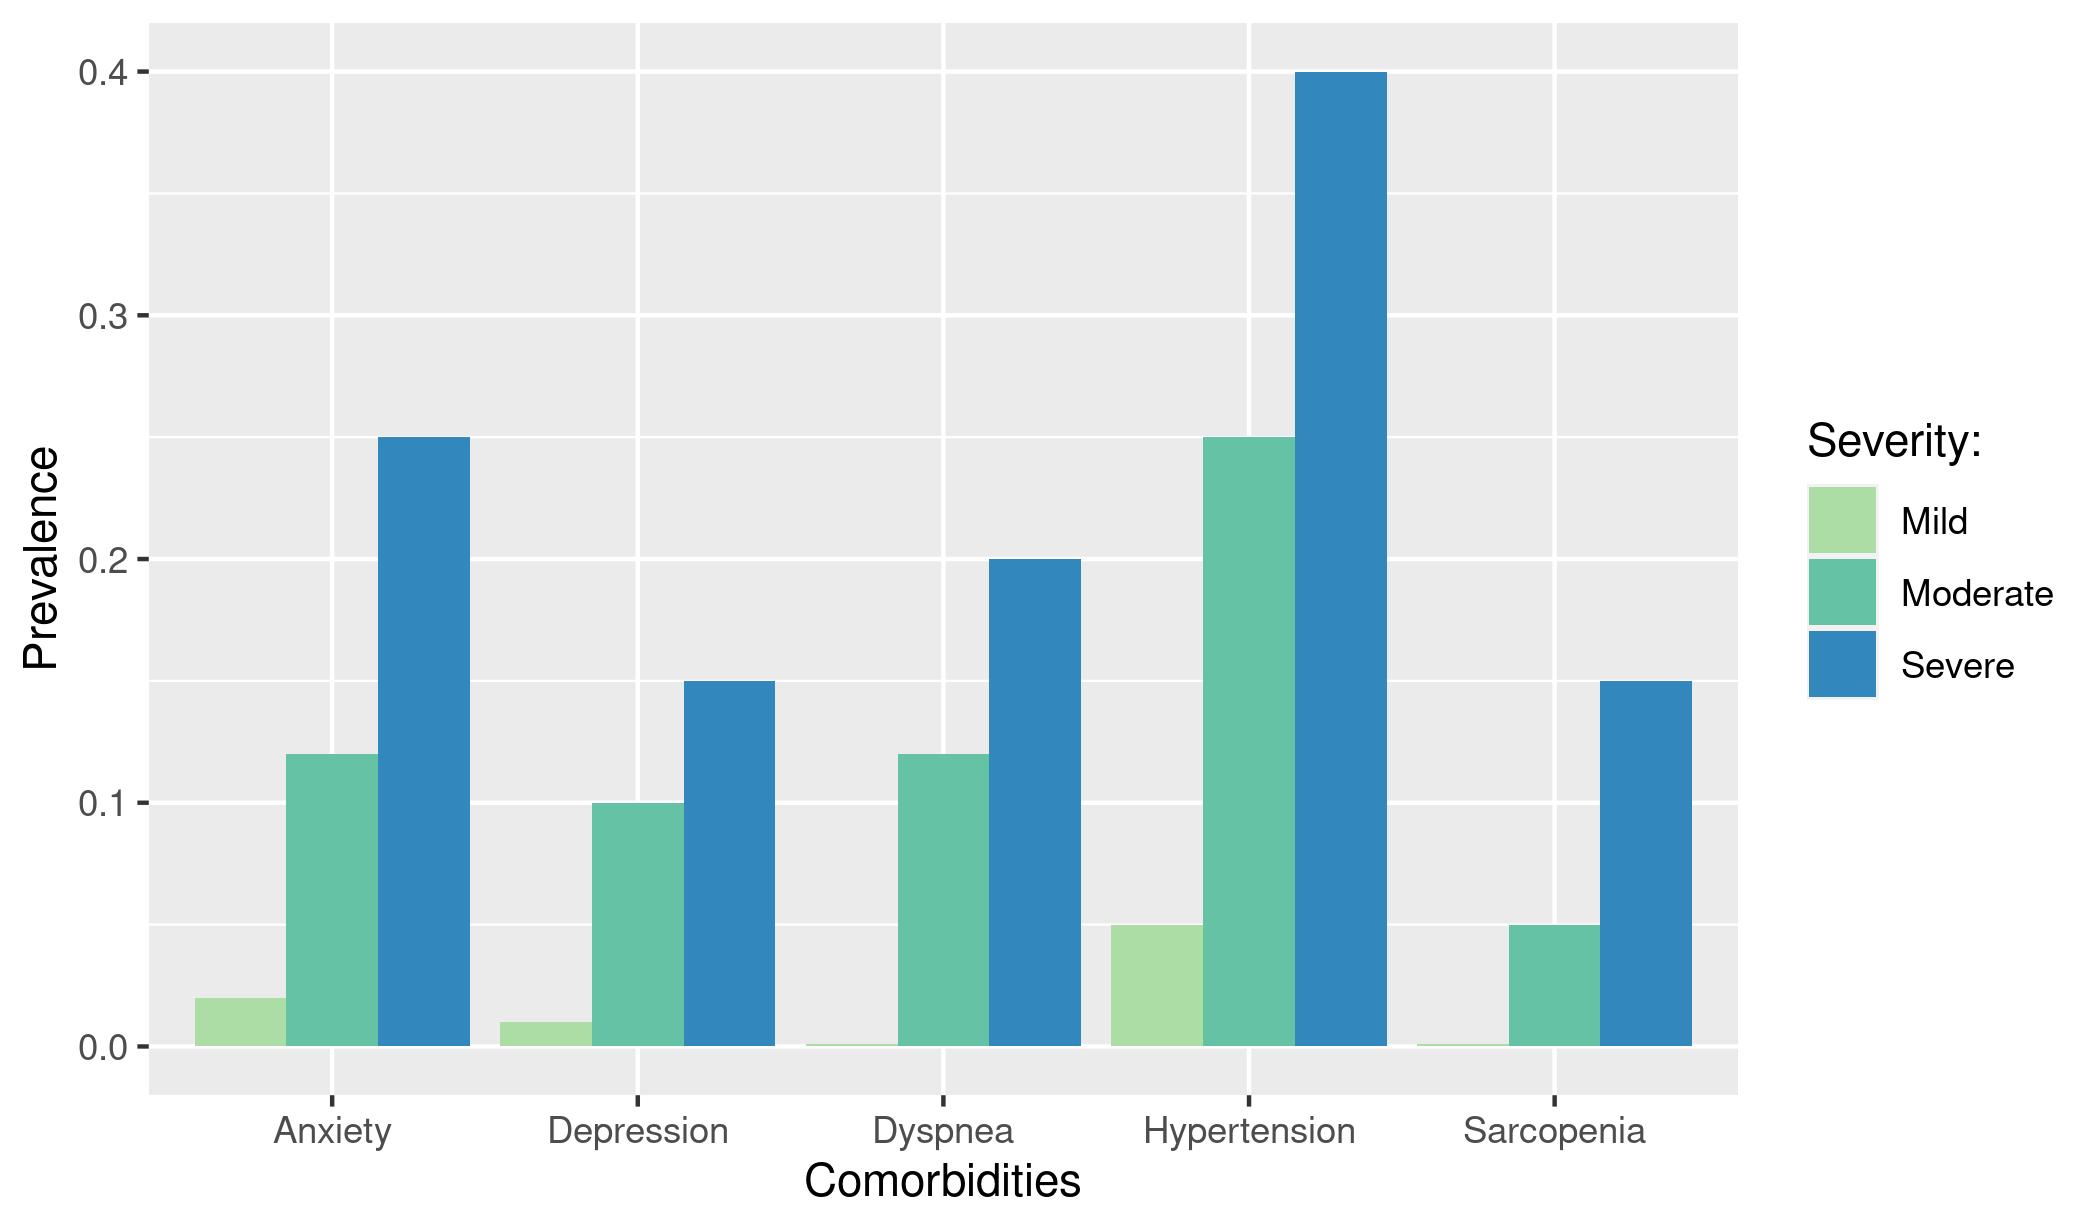 0.4
0.3
0.2
0.1
0.0
Prevalence
Anxiety
Depression
Dyspnea
Hypertension
Sarcopenia
Comorbidities
Severity:
Mild
Moderate
Severe